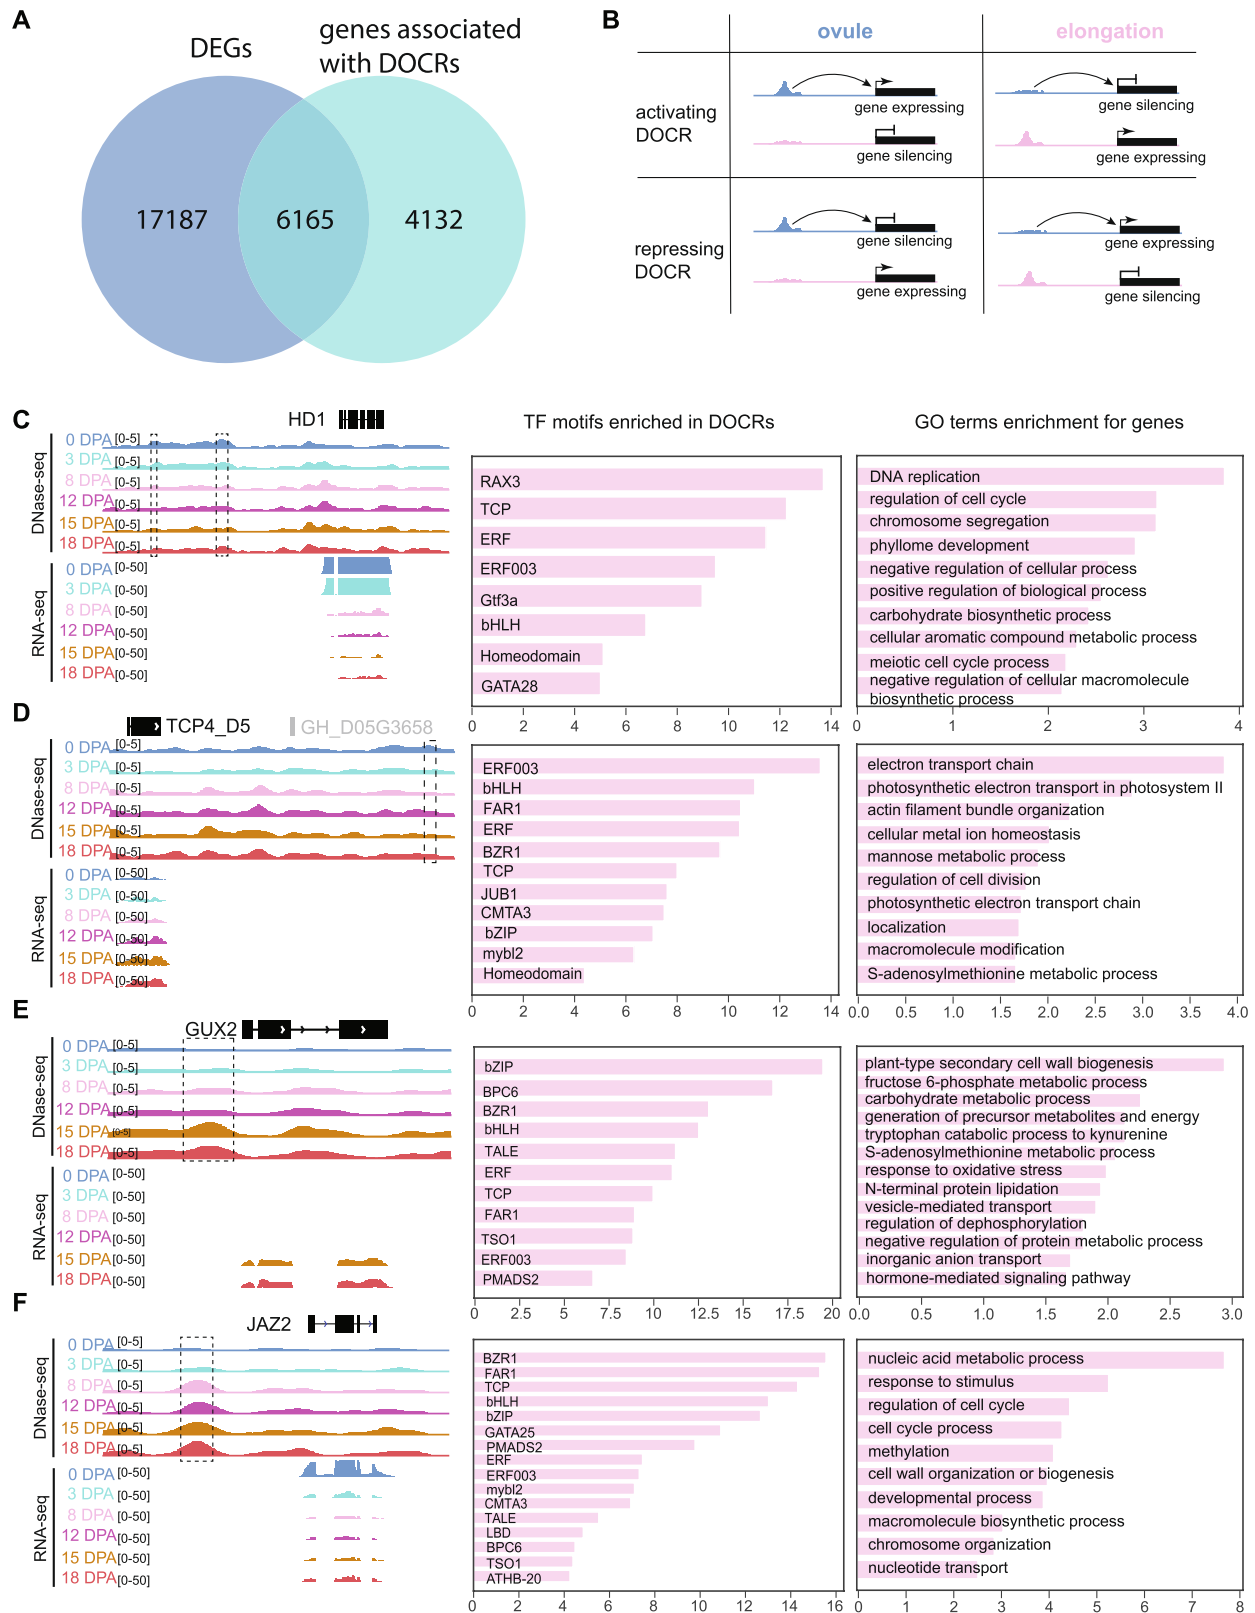 A
DEGs
genes associated
with DOCRs
17187
6165
4132
B
ovule
elongation
activating
DOCR
gene expressing
gene silencing
gene silencing
gene expressing
repressing
DOCR
gene silencing
gene expressing
gene expressing
gene silencing
C
HD1
DNase-seq
0 DPA [0-5]
3 DPA [0-5]
8 DPA [0-5]
12 DPA [0-5]
15 DPA [0-5]
18 DPA [0-5]
RNA-seq
0 DPA [0-50]
3 DPA [0-50]
8 DPA [0-50]
12 DPA [0-50]
15 DPA [0-50]
18 DPA [0-50]
TF motifs enriched in DOCRs
RAX3
TCP
ERF
ERF003
Gtf3a
bHLH
Homeodomain
GATA28
0 2 4 6 8 10 12 14
GO terms enrichment for genes
DNA replication
regulation of cell cycle
chromosome segregation
phyllome development
negative regulation of cellular process
positive regulation of biological process
carbohydrate biosynthetic process
cellular aromatic compound metabolic process
meiotic cell cycle process
negative regulation of cellular macromolecule
biosynthetic process
0 1 2 3 4
D
TCP4_D5
GH_D05G3658
DNase-seq
0 DPA [0-5]
3 DPA [0-5]
8 DPA [0-5]
12 DPA [0-5]
15 DPA [0-5]
18 DPA [0-5]
RNA-seq
0 DPA [0-50]
3 DPA [0-50]
8 DPA [0-50]
12 DPA [0-50]
15 DPA [0-50]
18 DPA [0-50]
ERF003
bHLH
FAR1
ERF
BZR1
TCP
JUB1
CMTA3
bZIP
mybl2
Homeodomain
0 2 4 6 8 10 12 14
electron transport chain
photosynthetic electron transport in photosystem II
actin filament bundle organization
cellular metal ion homeostasis
mannose metabolic process
regulation of cell division
photosynthetic electron transport chain
localization
macromolecule modification
S-adenosylmethionine metabolic process
0.0 0.5 1.0 1.5 2.0 2.5 3.0 3.5 4.0
E
GUX2
DNase-seq
0 DPA [0-5]
3 DPA [0-5]
8 DPA [0-5]
12 DPA [0-5]
15 DPA [0-5]
18 DPA [0-5]
RNA-seq
0 DPA [0-50]
3 DPA [0-50]
8 DPA [0-50]
12 DPA [0-50]
15 DPA [0-50]
18 DPA [0-50]
bZIP
BPC6
BZR1
bHLH
TALE
ERF
TCP
FAR1
TSO1
ERF003
PMADS2
0 2.5 5 7.5 10.0 12.5 15.0 17.5 20
plant-type secondary cell wall biogenesis
fructose 6-phosphate metabolic process
carbohydrate metabolic process
generation of precursor metabolites and energy
tryptophan catabolic process to kynurenine
S-adenosylmethionine metabolic process
response to oxidative stress
N-terminal protein lipidation
vesicle-mediated transport
regulation of dephosphorylation
negative regulation of protein metabolic process
inorganic anion transport
hormone-mediated signaling pathway
0.0 0.5 1.0 1.5 2.0 2.5 3.0
F
JAZ2
DNase-seq
0 DPA [0-5]
3 DPA [0-5]
8 DPA [0-5]
12 DPA [0-5]
15 DPA [0-5]
18 DPA [0-5]
RNA-seq
0 DPA [0-50]
3 DPA [0-50]
8 DPA [0-50]
12 DPA [0-50]
15 DPA [0-50]
18 DPA [0-50]
BZR1
FAR1
TCP
bHLH
bZIP
GATA25
PMADS2
ERF
ERF003
mybl2
CMTA3
TALE
LBD
BPC6
TSO1
ATHB-20
0 2 4 6 8 10 12 14 16
nucleic acid metabolic process
response to stimulus
regulation of cell cycle
cell cycle process
methylation
cell wall organization or biogenesis
developmental process
macromolecule biosynthetic process
chromosome organization
nucleotide transport
0 1 2 3 4 5 6 7 8